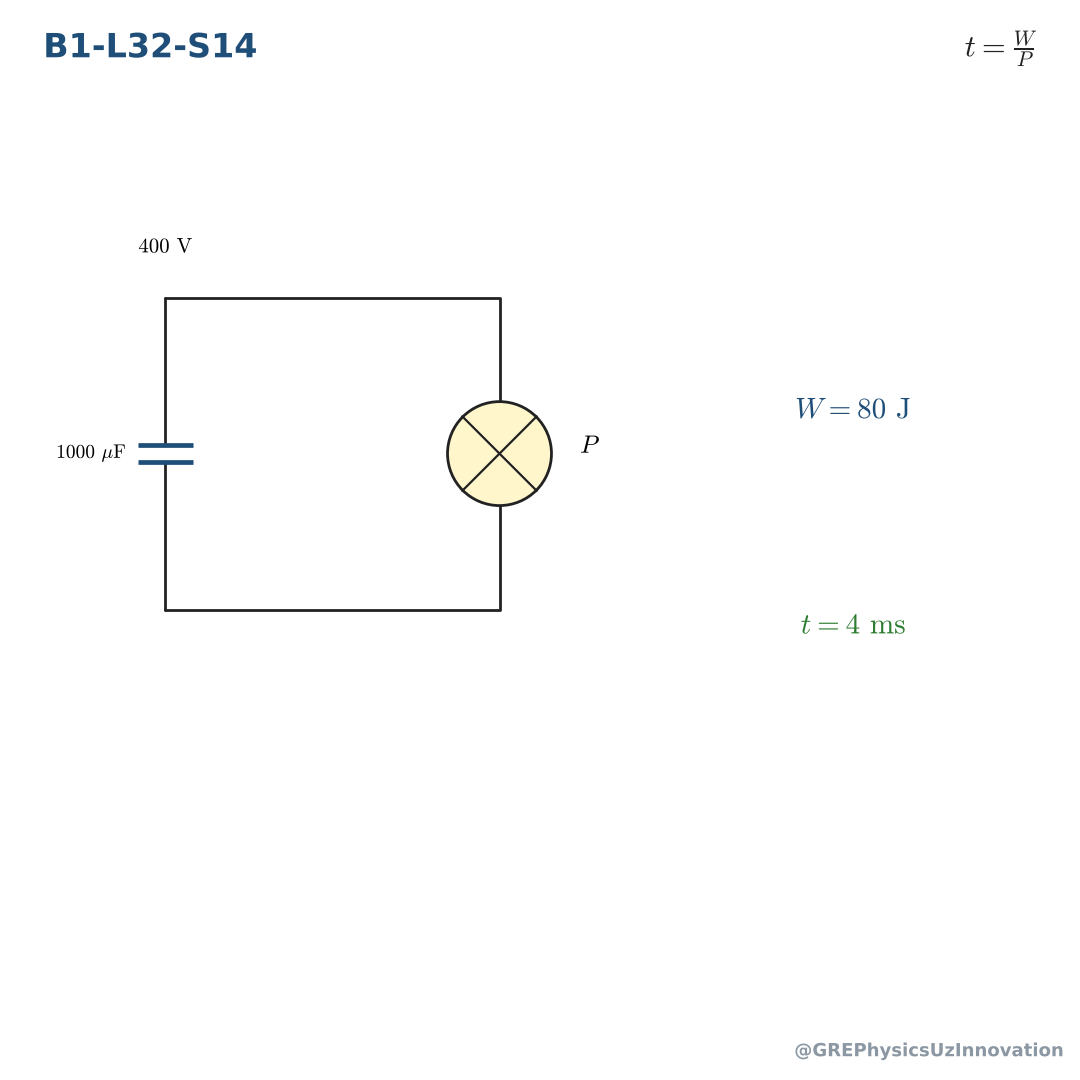 B1-L32-S14
t = W/P
400 V
1000 μF
P
W = 80 J
t = 4 ms
@GREPhysicsUzInnovation